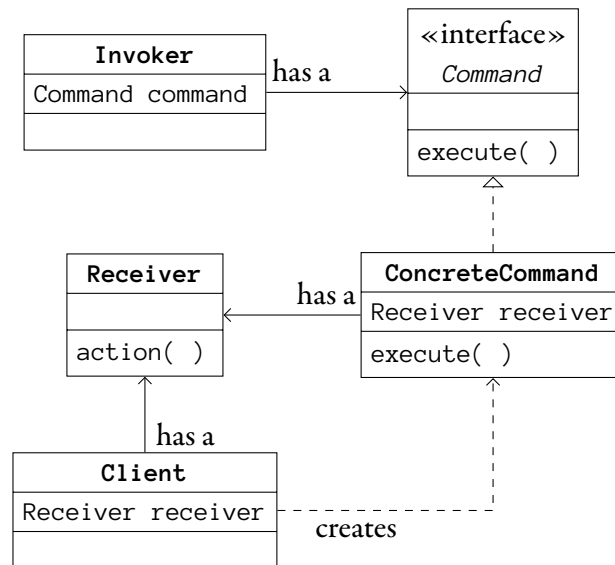 Invoker
Command command
has a
«interface»
Command
execute( )
Receiver
action( )
has a
ConcreteCommand
Receiver receiver
execute( )
has a
Client
Receiver receiver
creates